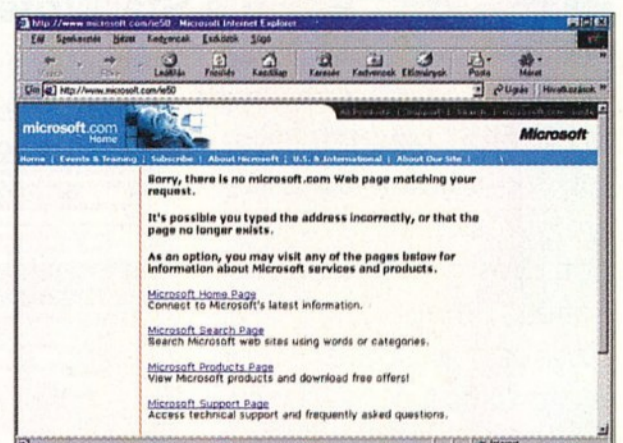 http://www.microsoft.com/ie50 - Microsoft Internet Explorer
Fájl Szerkesztés Nézet Kedvencek Eszközök Súgó
Leállítás Frissítés Kezdőlap Keresés Kedvencek Előzmények Posta Méret
Cím http://www.microsoft.com/ie50 Ugrás Hivatkozások
microsoft.com
Home
Microsoft
Home | Events & Training | Subscribe | About Microsoft | U.S. & International | About Our Site |
Sorry, there is no microsoft.com Web page matching your
request.
It's possible you typed the address incorrectly, or that the
page no longer exists.
As an option, you may visit any of the pages below for
information about Microsoft services and products.
Microsoft Home Page
Connect to Microsoft's latest information.
Microsoft Search Page
Search Microsoft web sites using words or categories.
Microsoft Products Page
View Microsoft products and download free offers!
Microsoft Support Page
Access technical support and frequently asked questions.